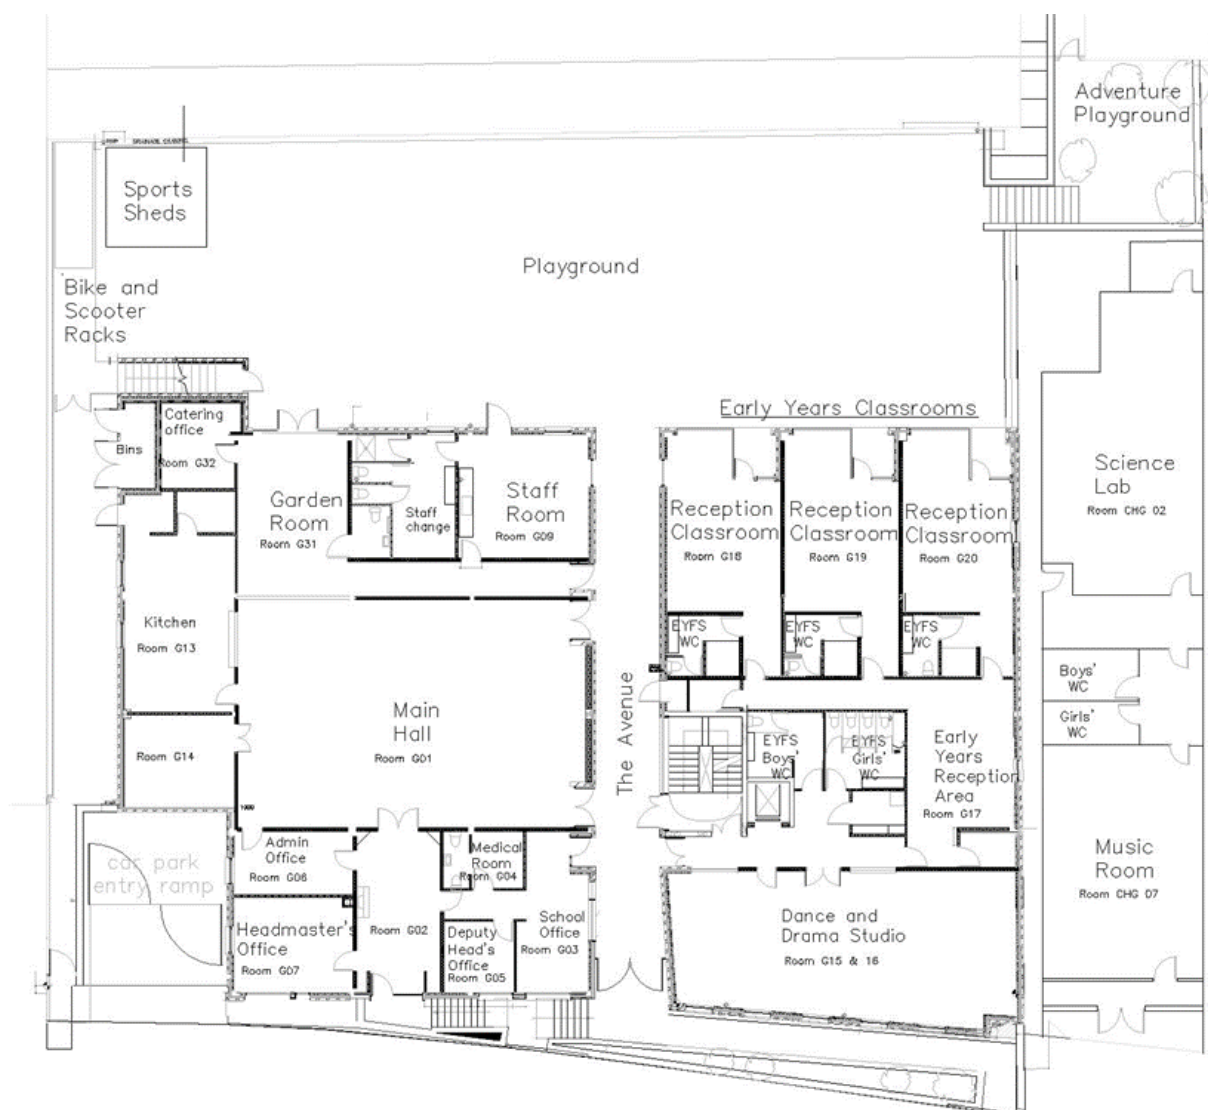 Adventure
Playground
Sports
Sheds
Playground
Bike and
Scooter
Racks
Early Years Classrooms
Catering
office
Room G32
Bins
Garden
Room
Room G31
Staff
change
Staff
Room
Room G09
Reception
Classroom
Room G18
Reception
Classroom
Room G19
Reception
Classroom
Room G20
Science
Lab
Room CHG 02
Kitchen
Room G13
EYFS
WC
EYFS
WC
EYFS
WC
Boys'
WC
Girls'
WC
Main
Hall
Room G01
The Avenue
Room G14
EYFS
Boys'
WC
EYFS
Girls'
WC
Early
Years
Reception
Area
Room G17
car park
entry ramp
Admin
Office
Room G06
Medical
Room
Room G04
Music
Room
Room CHG 07
Headmaster's
Office
Room G07
Room G02
Deputy
Head's
Office
Room G05
School
Office
Room G03
Dance and
Drama Studio
Room G15 & 16